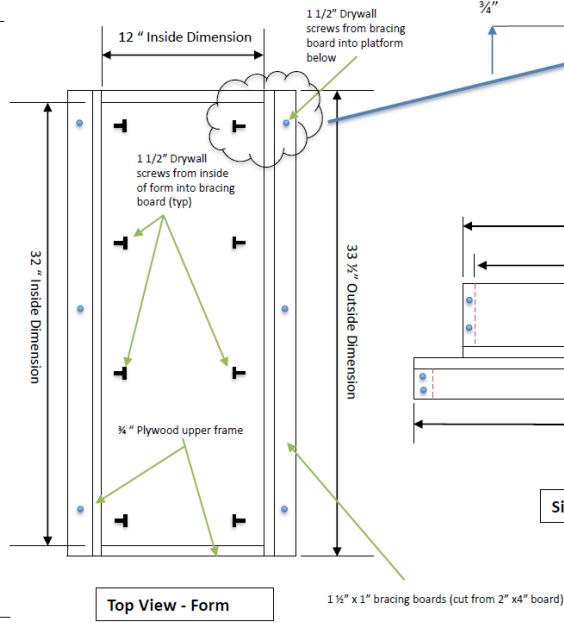 1 1/2” Drywall
screws from bracing
board into platform
below
¾”
12 “ Inside Dimension
1 1/2” Drywall
screws from inside
of form into bracing
board (typ)
32 “ Inside Dimension
33 ½” Outside Dimension
¾ “ Plywood upper frame
Si
Top View - Form
1 ½” x 1” bracing boards (cut from 2” x4” board)